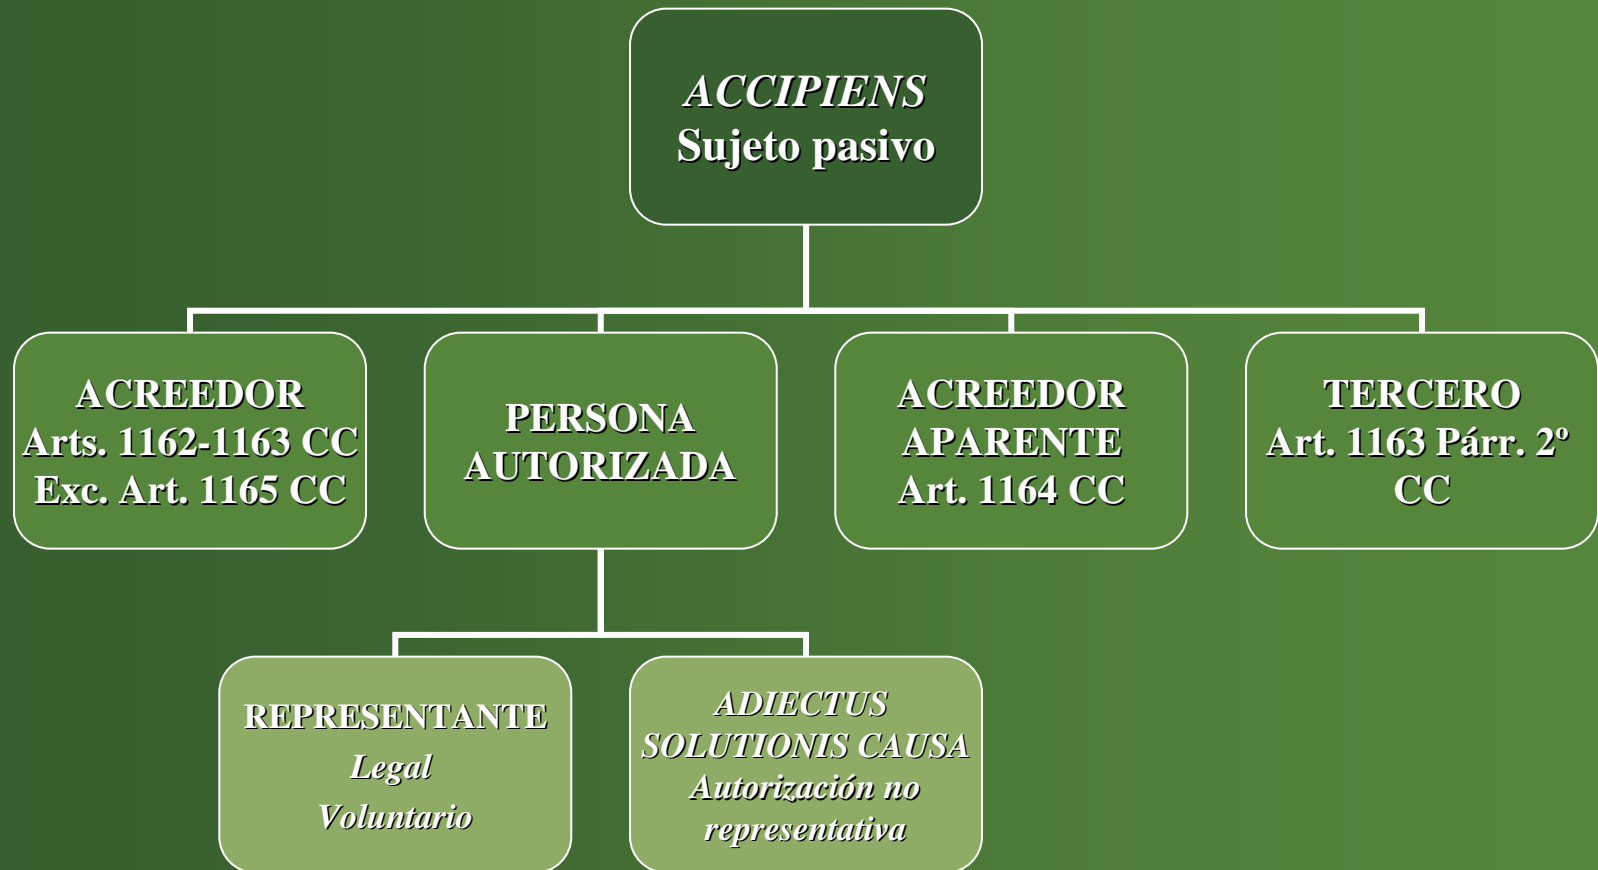 ACCIPIENS
Sujeto pasivo
ACREEDOR
Arts. 1162-1163 CC
Exc. Art. 1165 CC
PERSONA
AUTORIZADA
ACREEDOR
APARENTE
Art. 1164 CC
TERCERO
Art. 1163 Párr. 2º
CC
REPRESENTANTE
Legal
Voluntario
ADIECTUS
SOLUTIONIS CAUSA
Autorización no
representativa